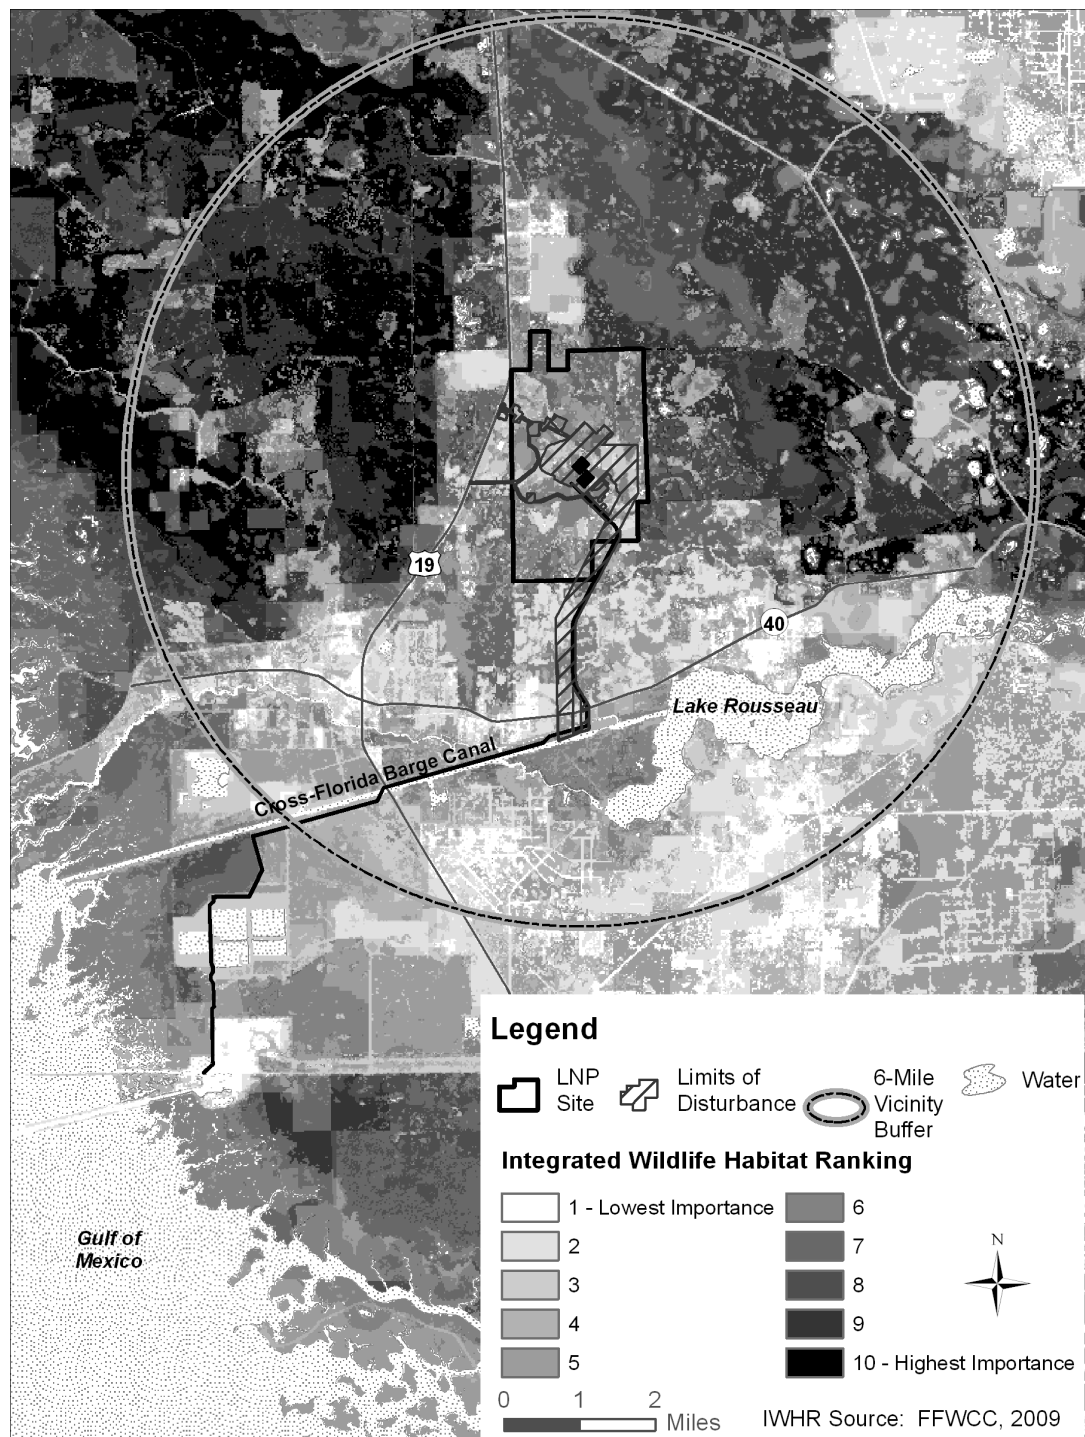 19
40
Lake Rousseau
Cross-Florida Barge Canal
Gulf of
Mexico
Legend
LNP
Site
Limits of
Disturbance
6-Mile
Vicinity
Buffer
Water
Integrated Wildlife Habitat Ranking
1 - Lowest Importance
2
3
4
5
6
7
8
9
10 - Highest Importance
N
0 1 2
Miles
IWHR Source: FFWCC, 2009